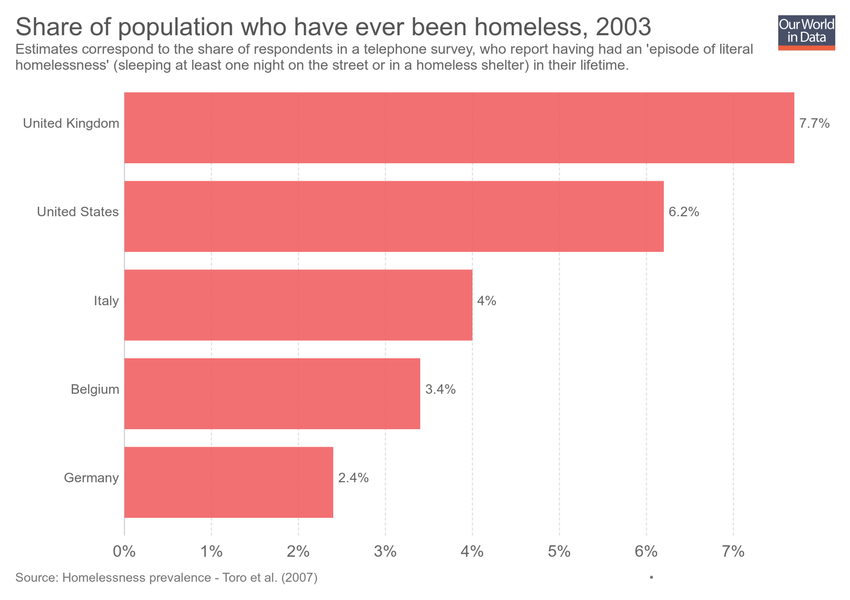 Share of population who have ever been homeless, 2003
Our World
in Data
Estimates correspond to the share of respondents in a telephone survey, who report having had an 'episode of literal
homelessness' (sleeping at least one night on the street or in a homeless shelter) in their lifetime.
United Kingdom 7.7%
United States 6.2%
Italy 4%
Belgium 3.4%
Germany 2.4%
0% 1% 2% 3% 4% 5% 6% 7%
Source: Homelessness prevalence - Toro et al. (2007) •